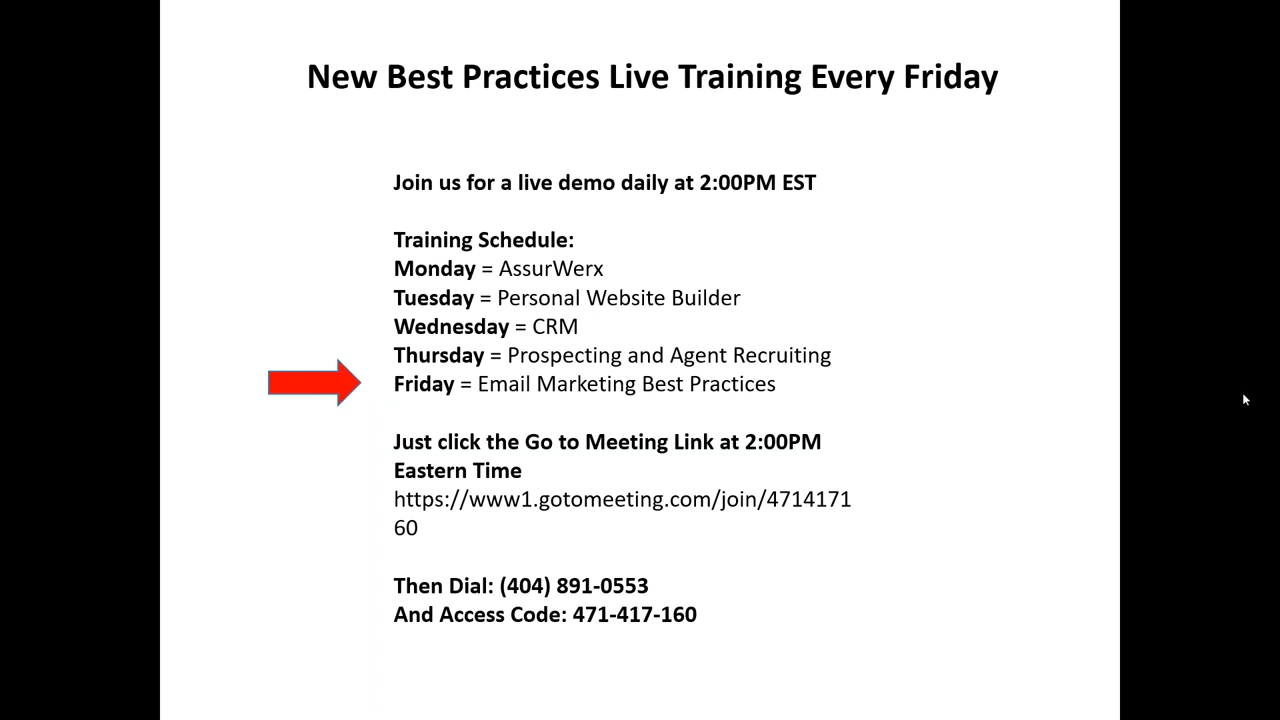 New Best Practices Live Training Every Friday
Join us for a live demo daily at 2:00PM EST
Training Schedule:
Monday = AssurWerx
Tuesday = Personal Website Builder
Wednesday = CRM
Thursday = Prospecting and Agent Recruiting
Friday = Email Marketing Best Practices
Just click the Go to Meeting Link at 2:00PM
Eastern Time
https://www1.gotomeeting.com/join/4714171
60
Then Dial: (404) 891-0553
And Access Code: 471-417-160